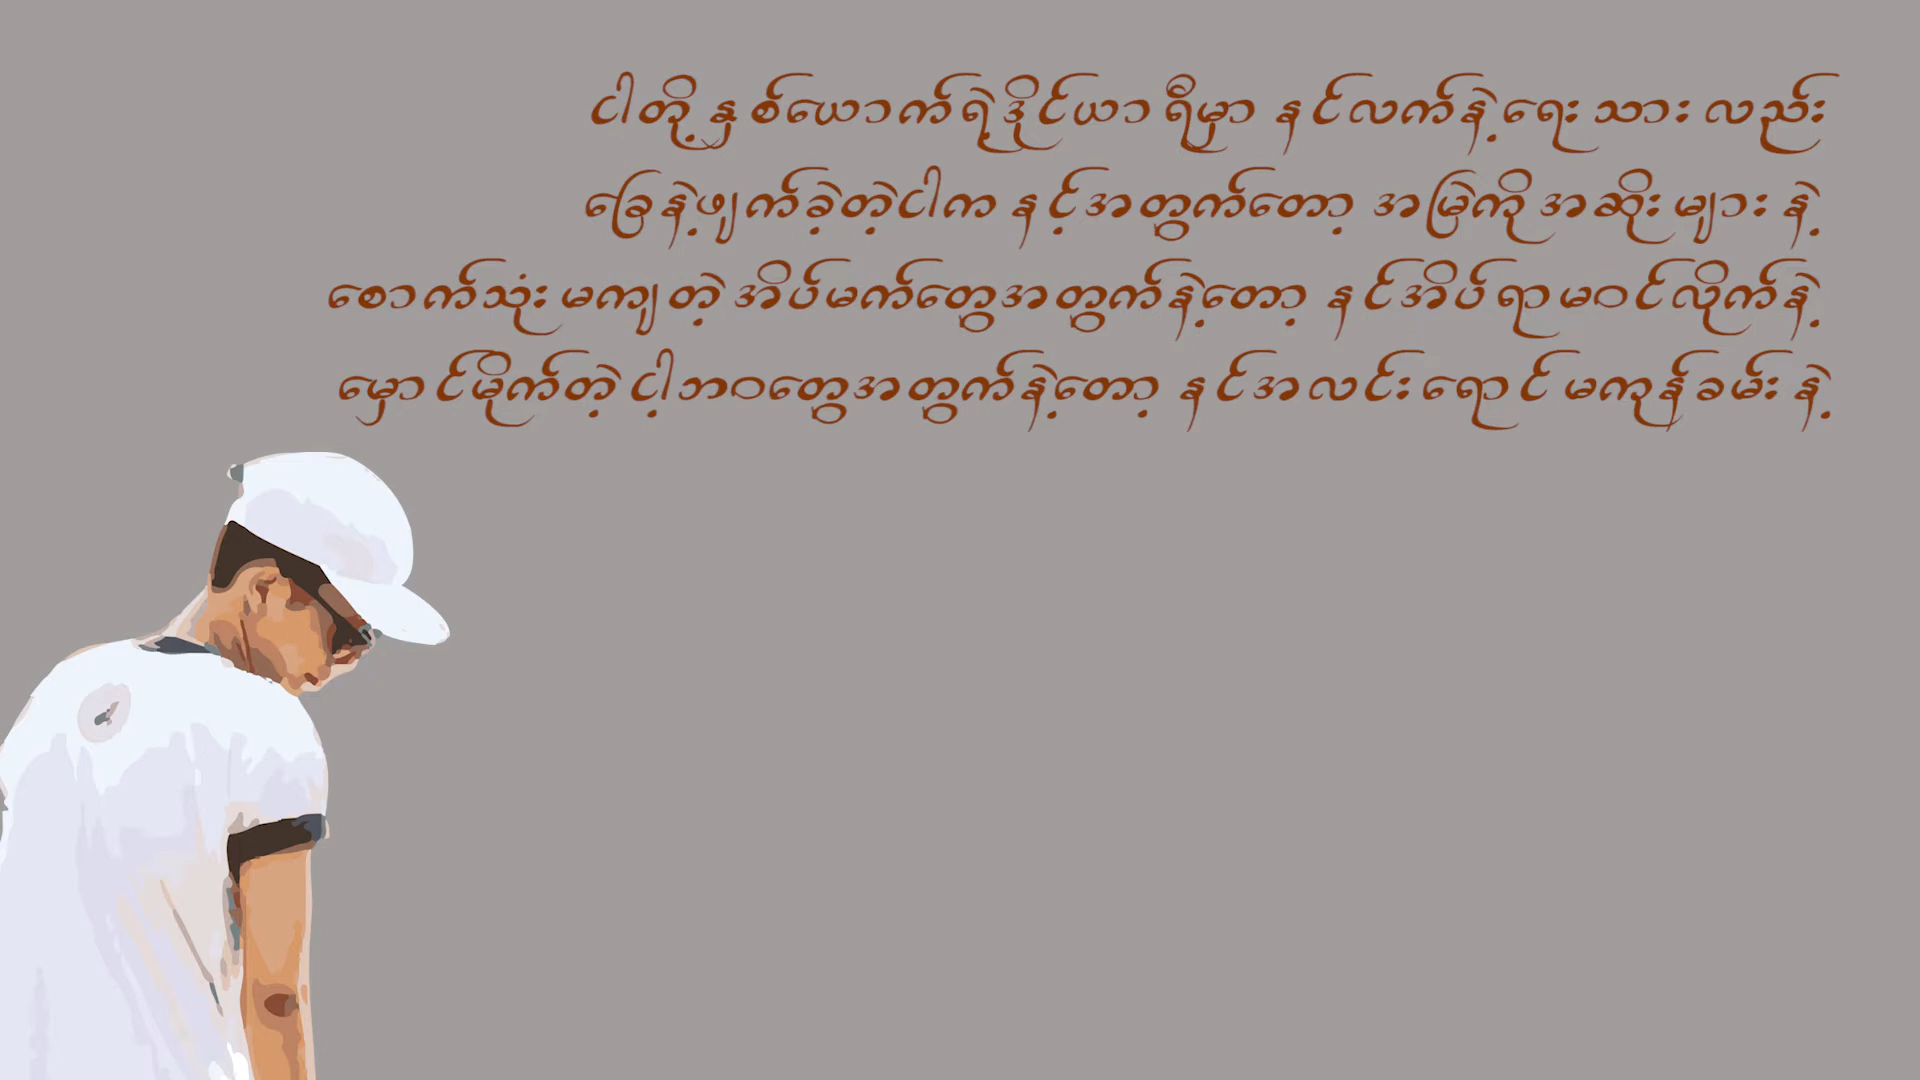 ငါတို့နှစ်ယောက်ရဲ့ဒိုင်ယာရီမှာ နင်လက်နဲ့ရေးသားလည်း
ခြေနဲ့ဖျက်ခဲ့တဲ့ငါက နင့်အတွက်တော့ အမြဲကိုအဆိုးများနဲ့
စောက်သုံးမကျတဲ့အိပ်မက်တွေအတွက်နဲ့တော့ နင်အိပ်ရာမဝင်လိုက်နဲ့
မှောင်မိုက်တဲ့ငါ့ဘဝတွေအတွက်နဲ့တော့ နင်အလင်းရောင်မကုန်ခမ်းနဲ့